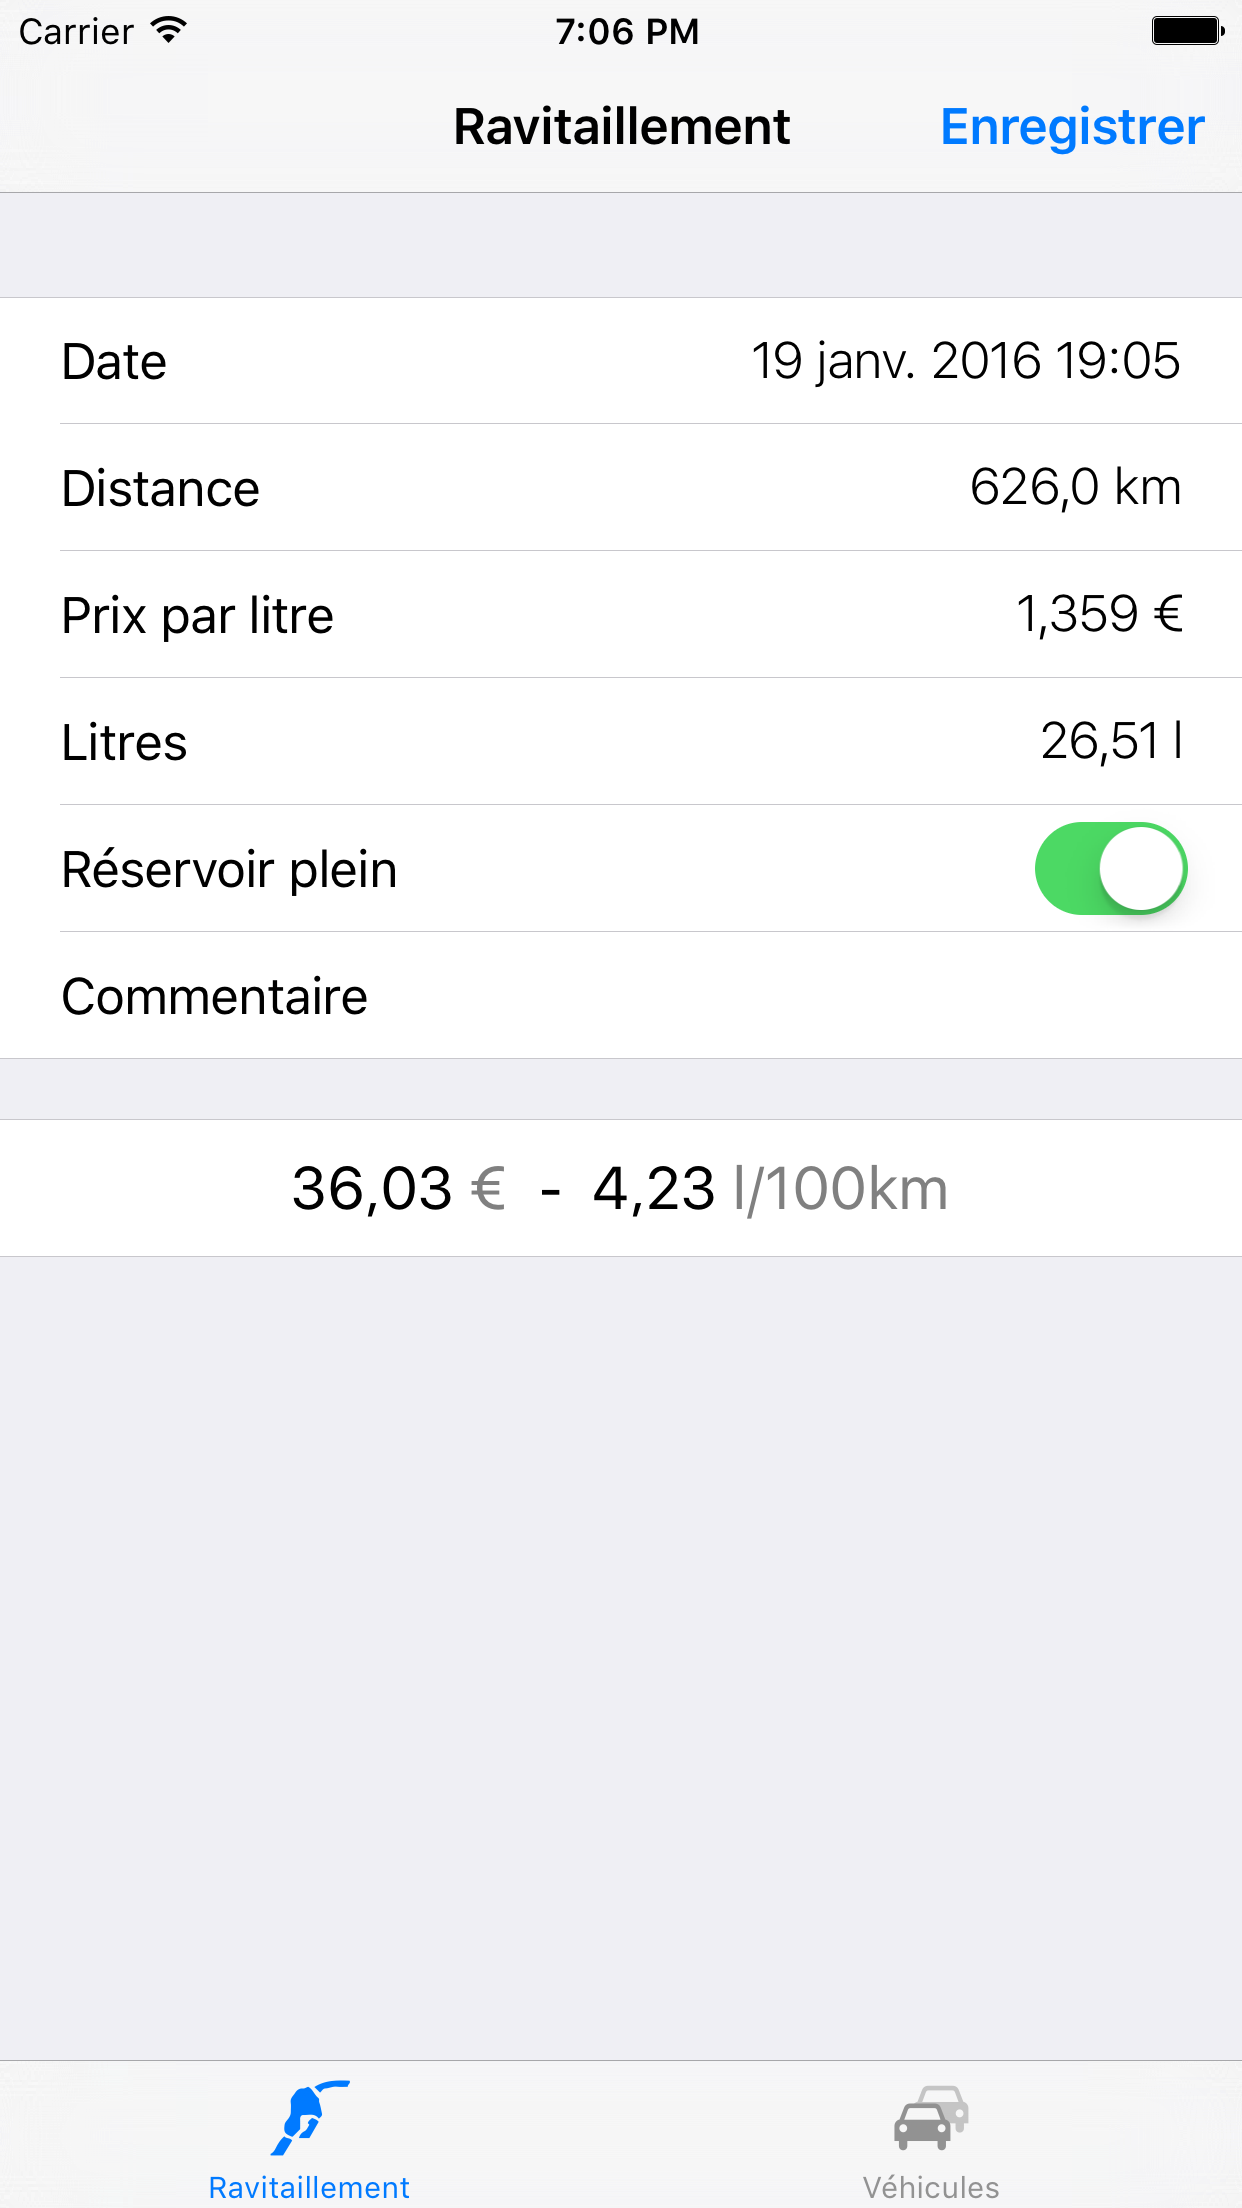 Carrier 7:06 PM
Ravitaillement Enregistrer
Date 19 janv. 2016 19:05
Distance 626,0 km
Prix par litre 1,359 €
Litres 26,51 l
Réservoir plein
Commentaire
36,03 € - 4,23 l/100km
Ravitaillement Véhicules